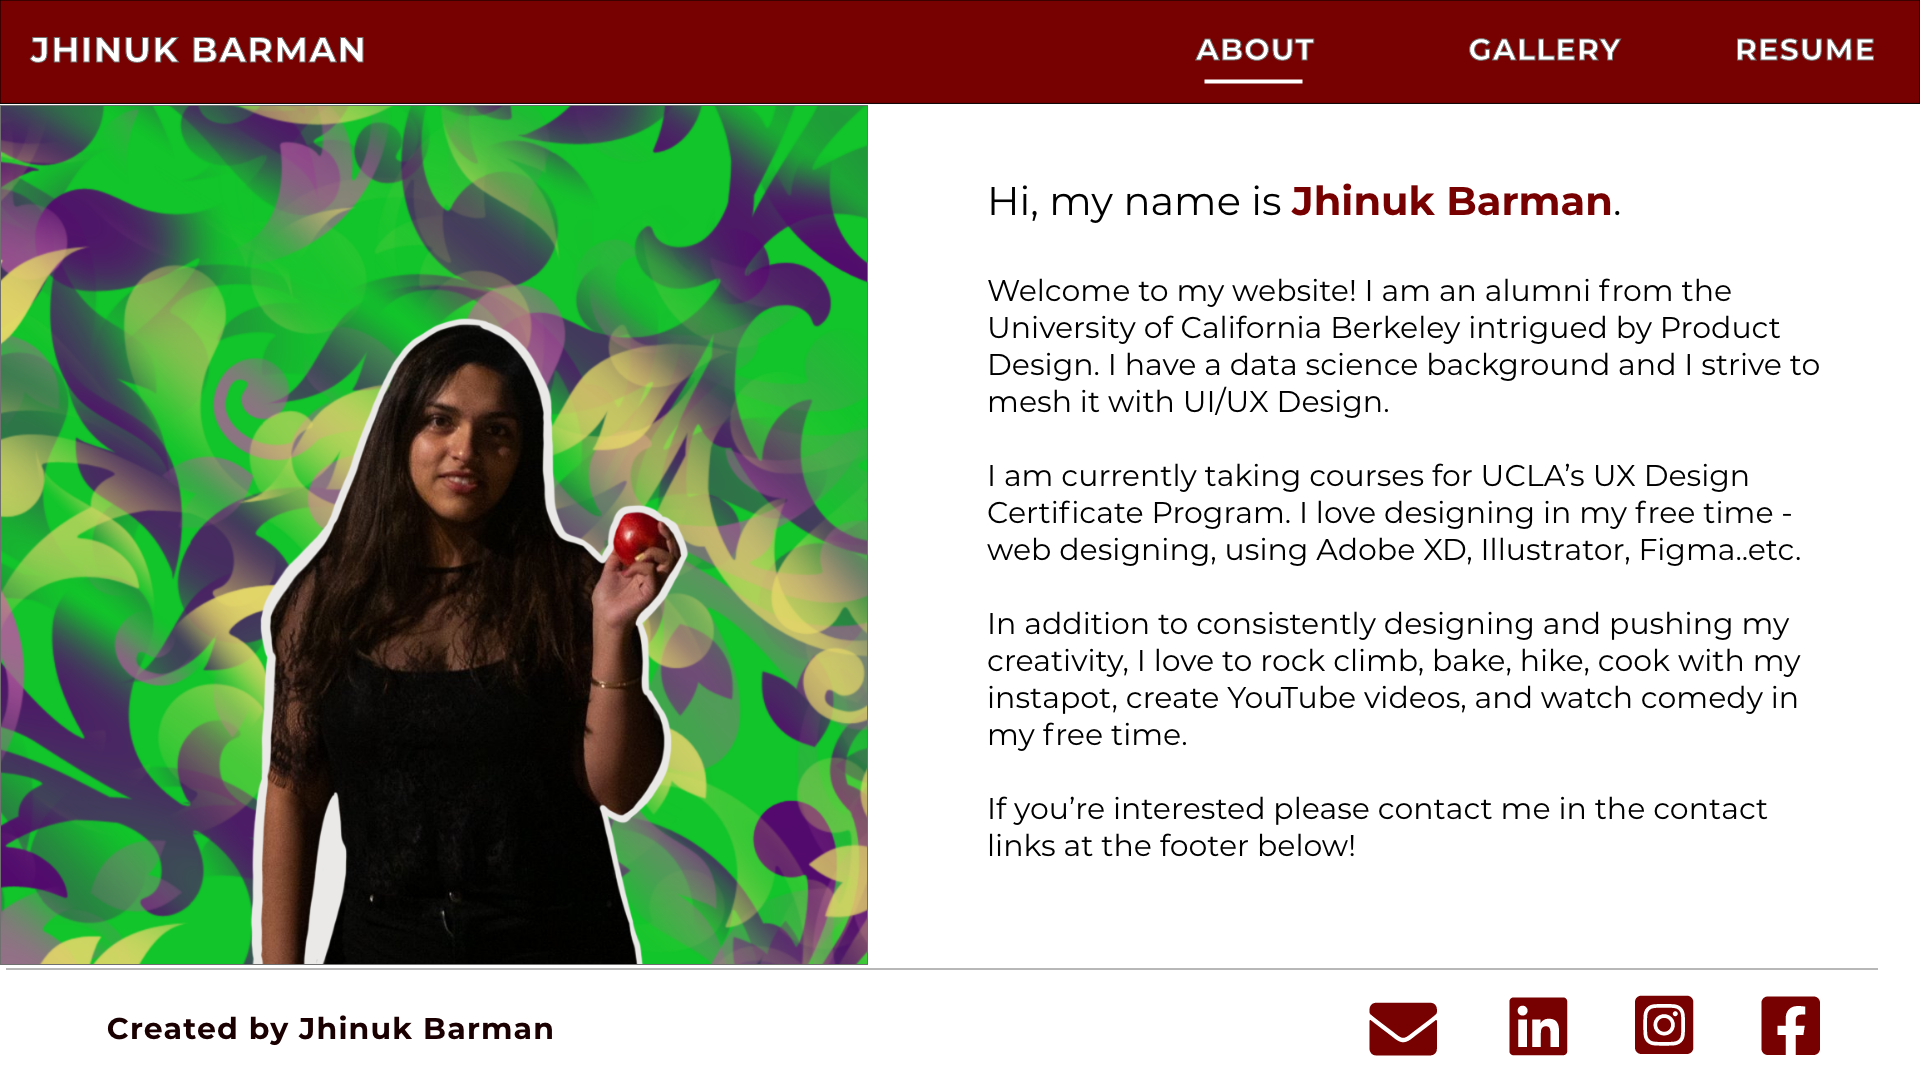 JHINUK BARMAN
ABOUT
GALLERY
RESUME
Hi, my name is Jhinuk Barman.
Welcome to my website! I am an alumni from the
University of California Berkeley intrigued by Product
Design. I have a data science background and I strive to
mesh it with UI/UX Design.
I am currently taking courses for UCLA’s UX Design
Certificate Program. I love designing in my free time -
web designing, using Adobe XD, Illustrator, Figma..etc.
In addition to consistently designing and pushing my
creativity, I love to rock climb, bake, hike, cook with my
instapot, create YouTube videos, and watch comedy in
my free time.
If you’re interested please contact me in the contact
links at the footer below!
Created by Jhinuk Barman
in
f